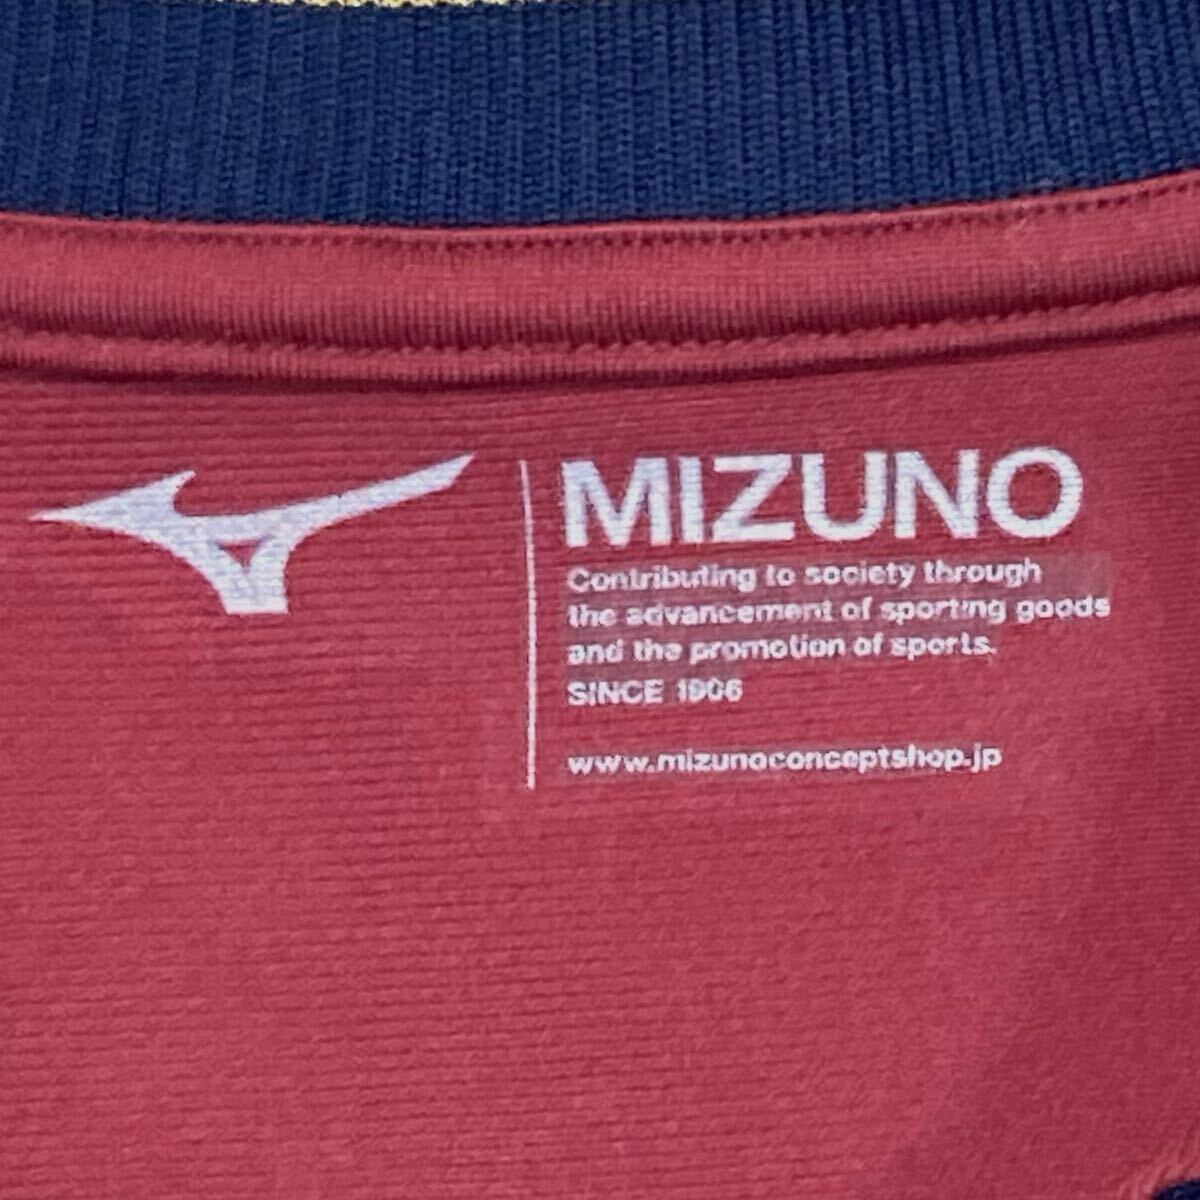 MIZUNO
Contributing to society through
the advancement of sporting goods
and the promotion of sports.
SINCE 1906
www.mizunoconceptshop.jp